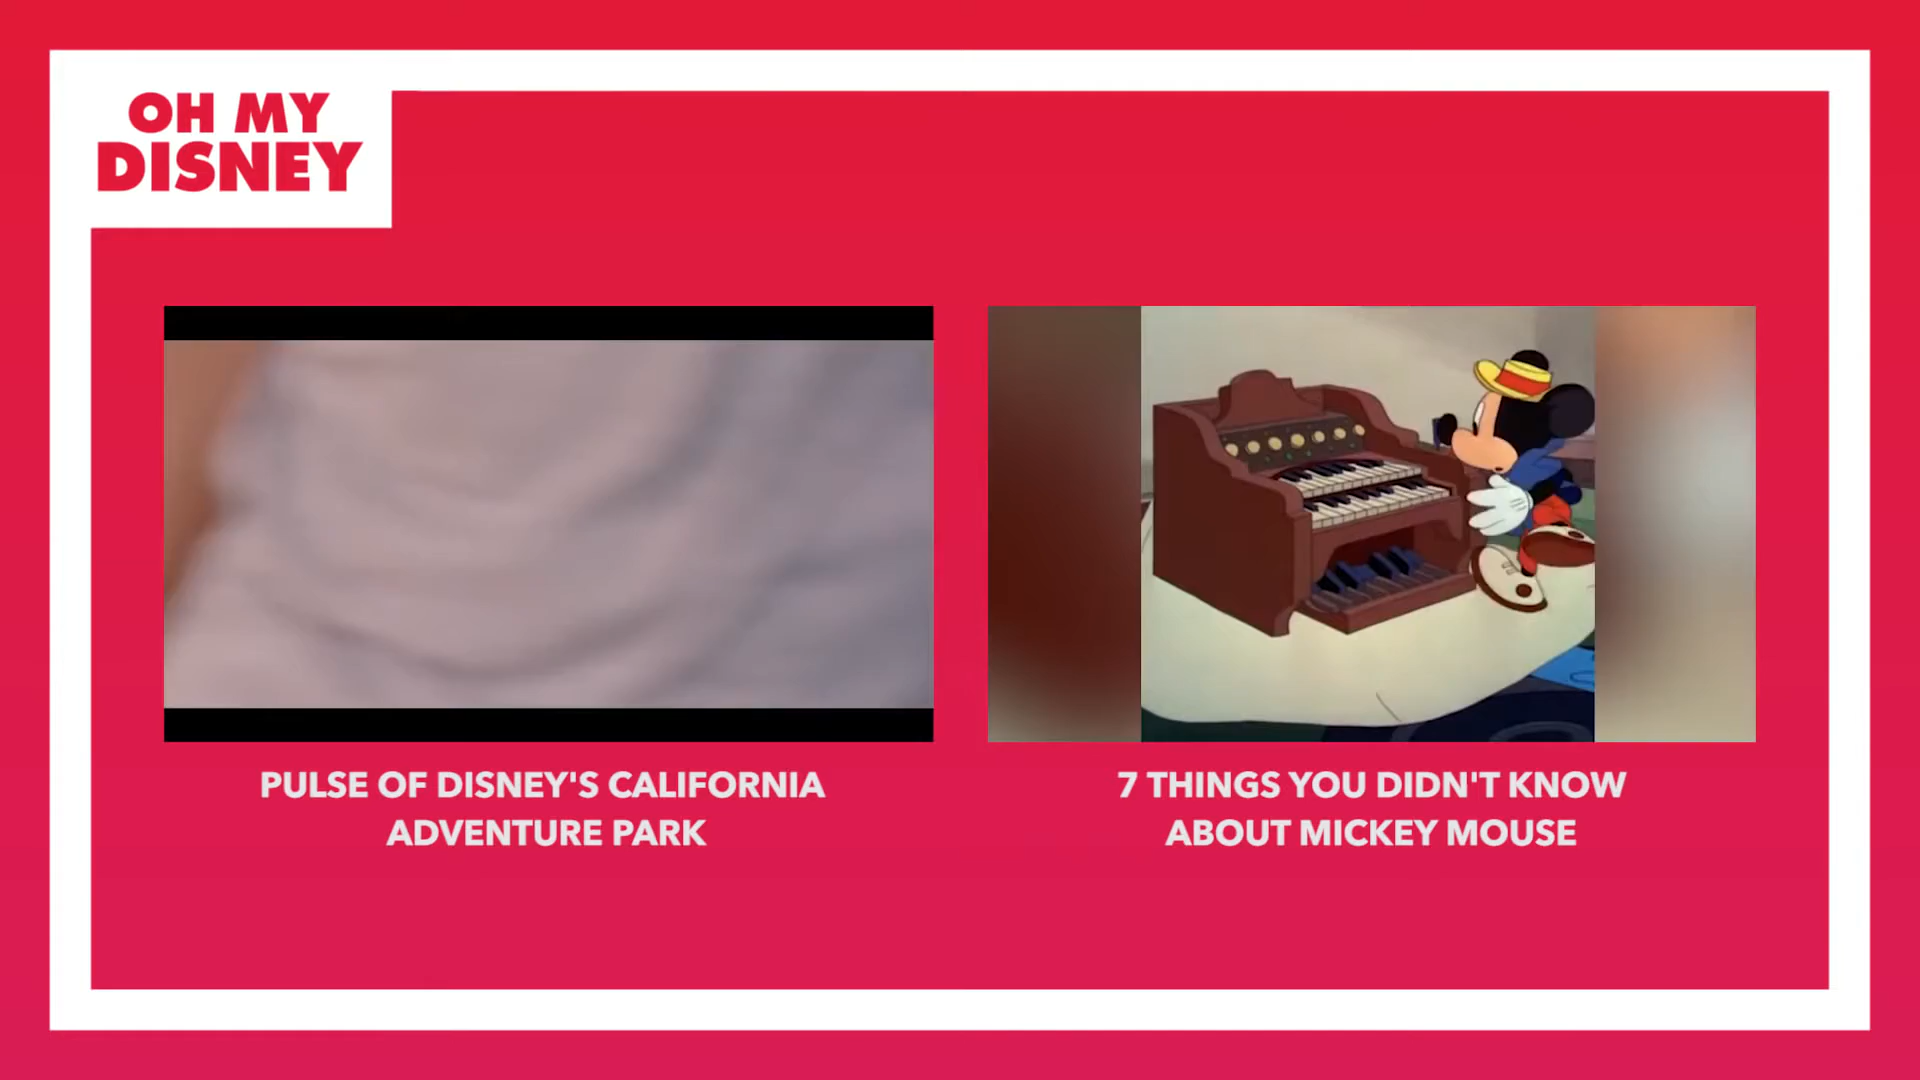 OH MY
DISNEY
PULSE OF DISNEY'S CALIFORNIA
ADVENTURE PARK
7 THINGS YOU DIDN'T KNOW
ABOUT MICKEY MOUSE